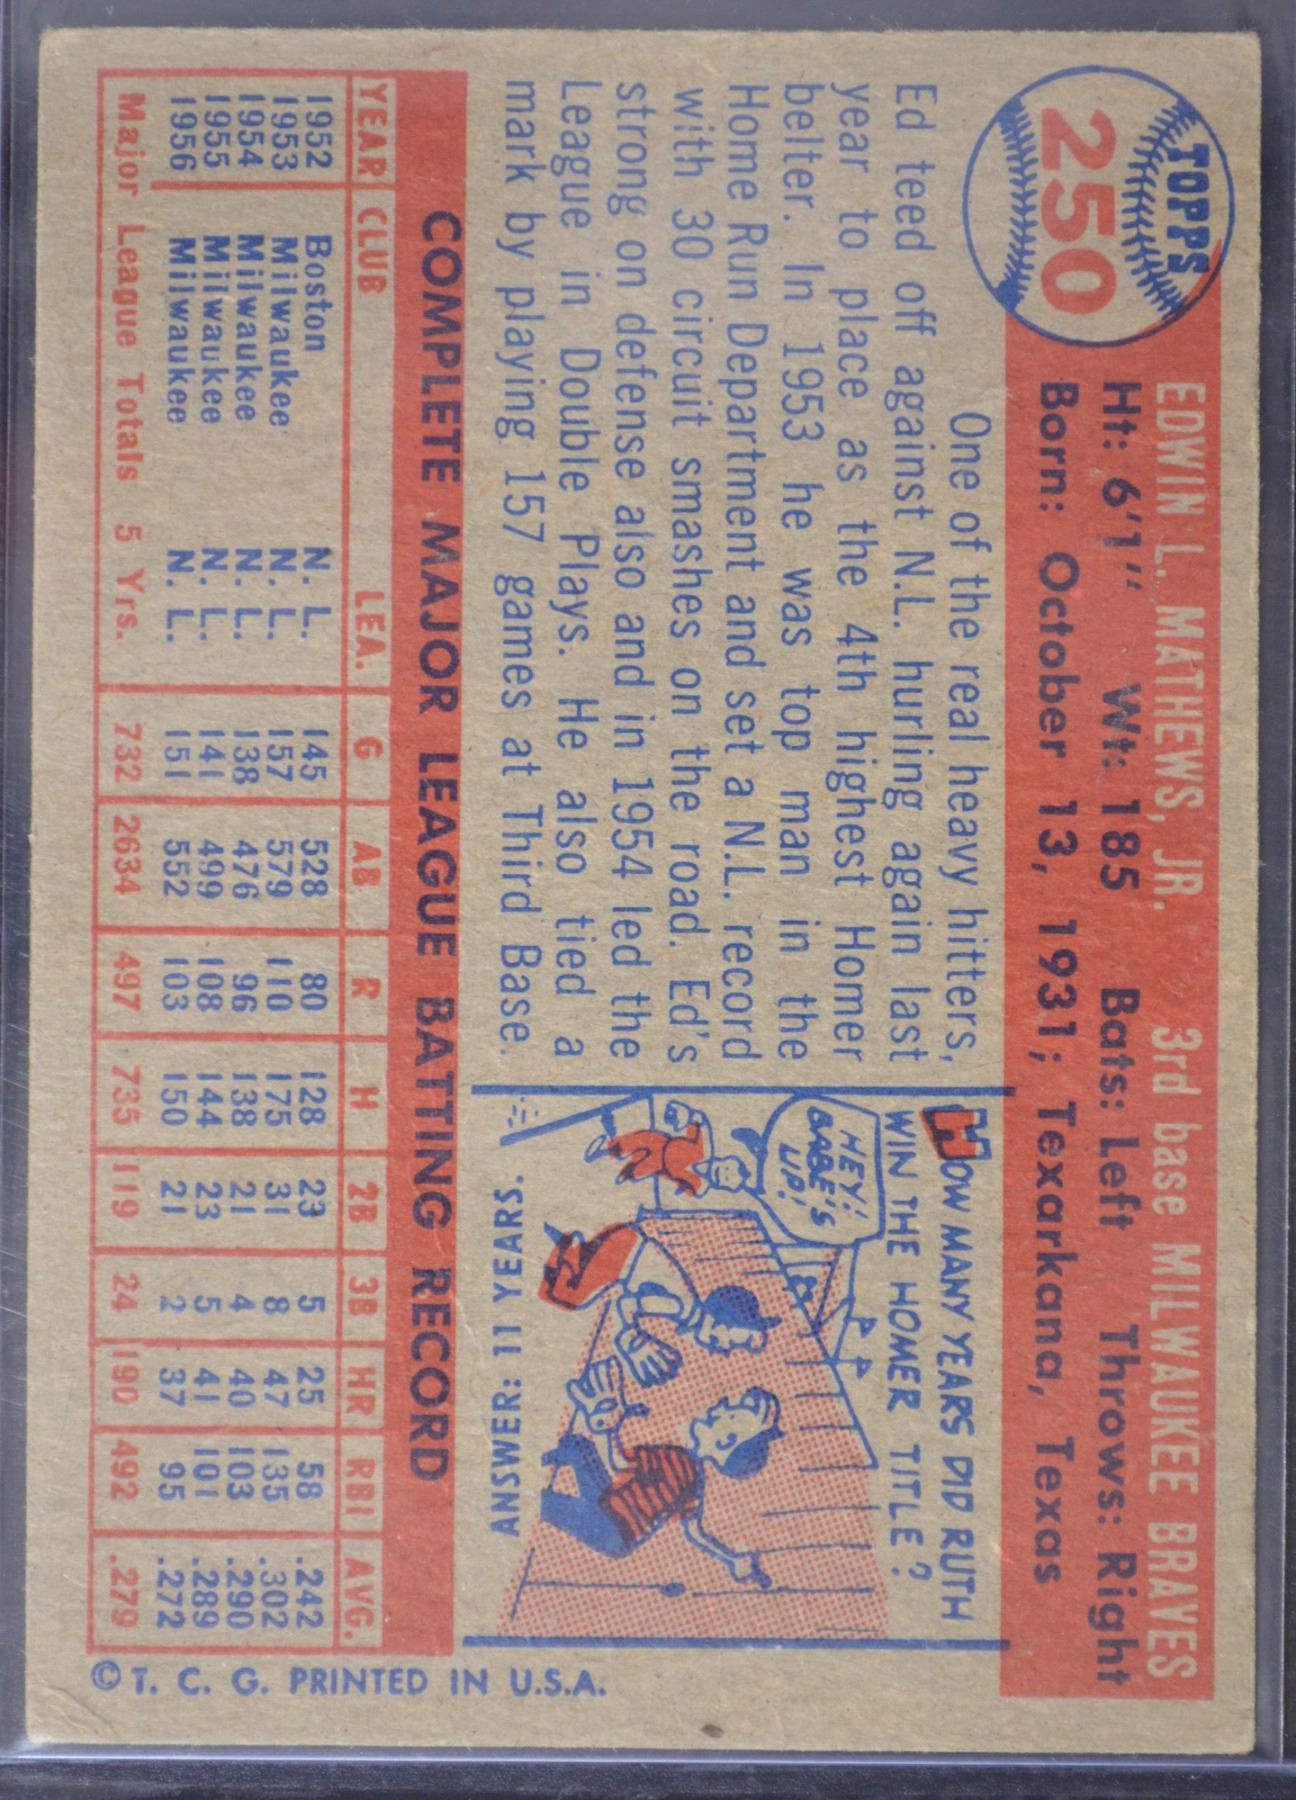 TOPPS
250
EDWIN L. MATHEWS, JR. 3rd base MILWAUKEE BRAVES
Ht: 6'1" Wt: 185 Bats: Left Throws: Right
Born: October 13, 1931; Texarkana, Texas
One of the real heavy hitters,
Ed teed off against N.L. hurling again last
year to place as the 4th highest Homer
belter. In 1953 he was top man in the
Home Run Department and set a N.L. record
with 30 circuit smashes on the road. Ed's
strong on defense also and in 1954 led the
League in Double Plays. He also tied a
mark by playing 157 games at Third Base.
HOW MANY YEARS DID RUTH
WIN THE HOMER TITLE?
HEY!
BABE'S
UP!
ANSWER: 11 YEARS.
COMPLETE MAJOR LEAGUE BATTING RECORD
YEAR CLUB LEA. G AB R H 2B 3B HR RBI AVG.
1952 Boston N. L. 145 528 80 128 23 5 25 58 .242
1953 Milwaukee N. L. 157 579 110 175 31 8 47 135 .302
1954 Milwaukee N. L. 138 476 96 138 21 4 40 103 .290
1955 Milwaukee N. L. 141 499 108 144 23 5 41 101 .289
1956 Milwaukee N. L. 151 552 103 150 21 2 37 95 .272
Major League Totals 5 Yrs. 732 2634 497 735 119 24 190 492 .279
© T. C. G. PRINTED IN U.S.A.